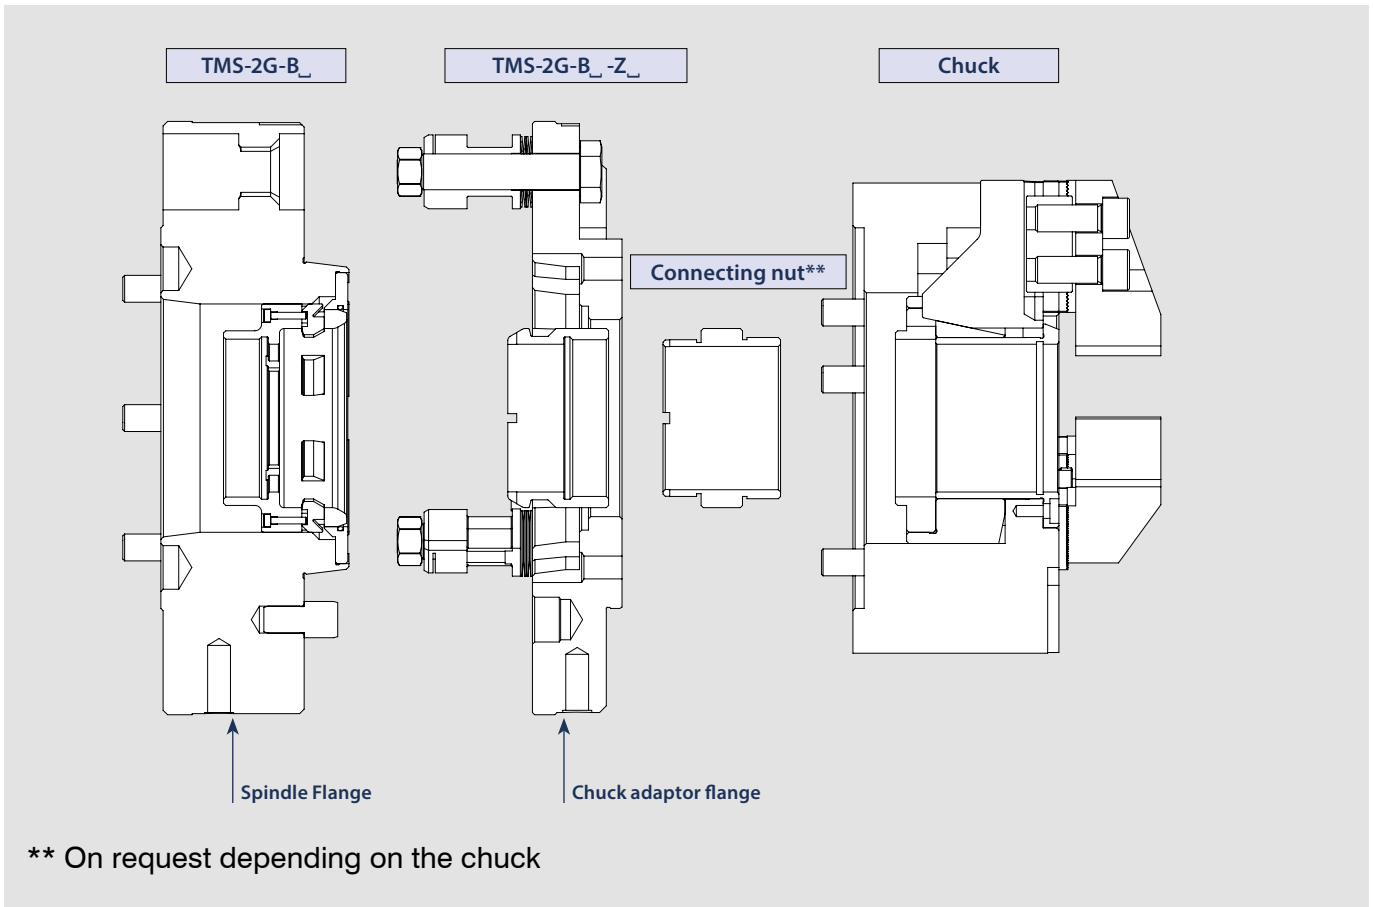 TMS-2G-B␣
TMS-2G-B␣ -Z␣
Chuck
Connecting nut**
Spindle Flange
Chuck adaptor flange
** On request depending on the chuck